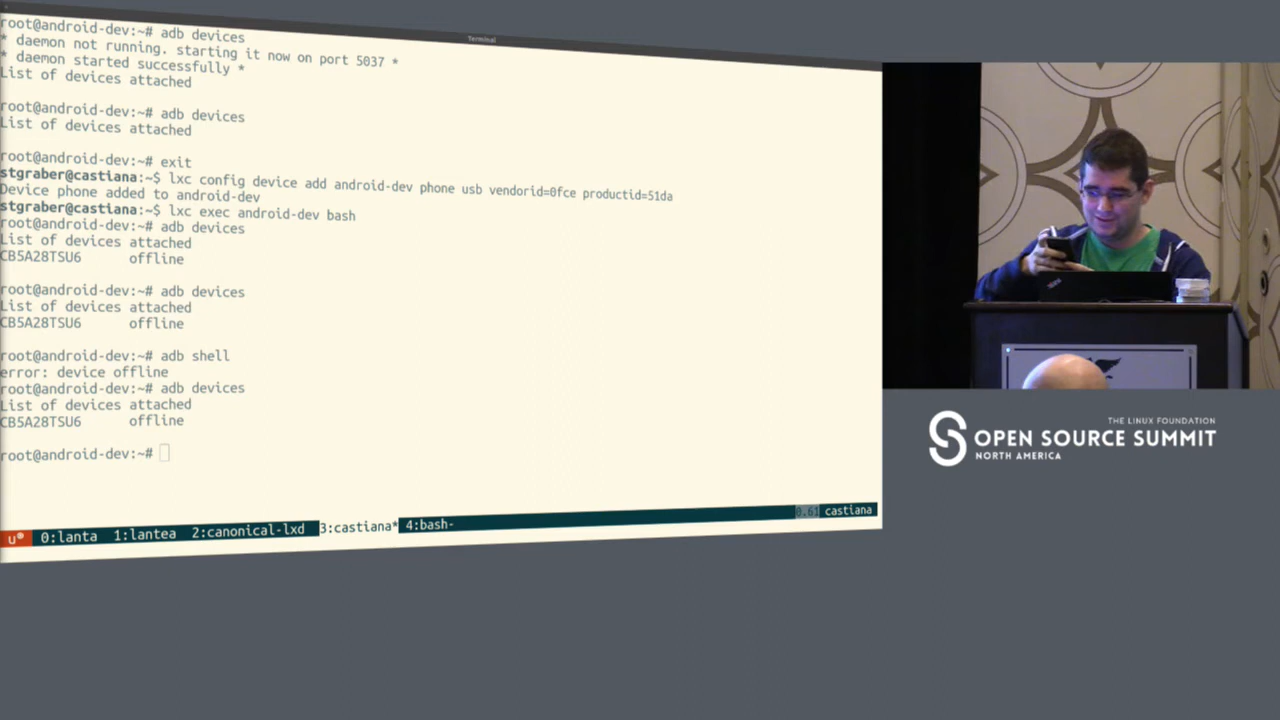 Terminal
root@android-dev:~# adb devices
* daemon not running. starting it now on port 5037 *
* daemon started successfully *
List of devices attached
root@android-dev:~# adb devices
List of devices attached
root@android-dev:~# exit
stgraber@castiana:~$ lxc config device add android-dev phone usb vendorid=0fce productid=51da
Device phone added to android-dev
stgraber@castiana:~$ lxc exec android-dev bash
root@android-dev:~# adb devices
List of devices attached
CB5A28TSU6 offline
root@android-dev:~# adb devices
List of devices attached
CB5A28TSU6 offline
root@android-dev:~# adb shell
error: device offline
root@android-dev:~# adb devices
List of devices attached
CB5A28TSU6 offline
root@android-dev:~#
0:lanta 1:lantea 2:canonical-lxd 3:castiana* 4:bash- 0.61 castiana
THE LINUX FOUNDATION
OPEN SOURCE SUMMIT
NORTH AMERICA